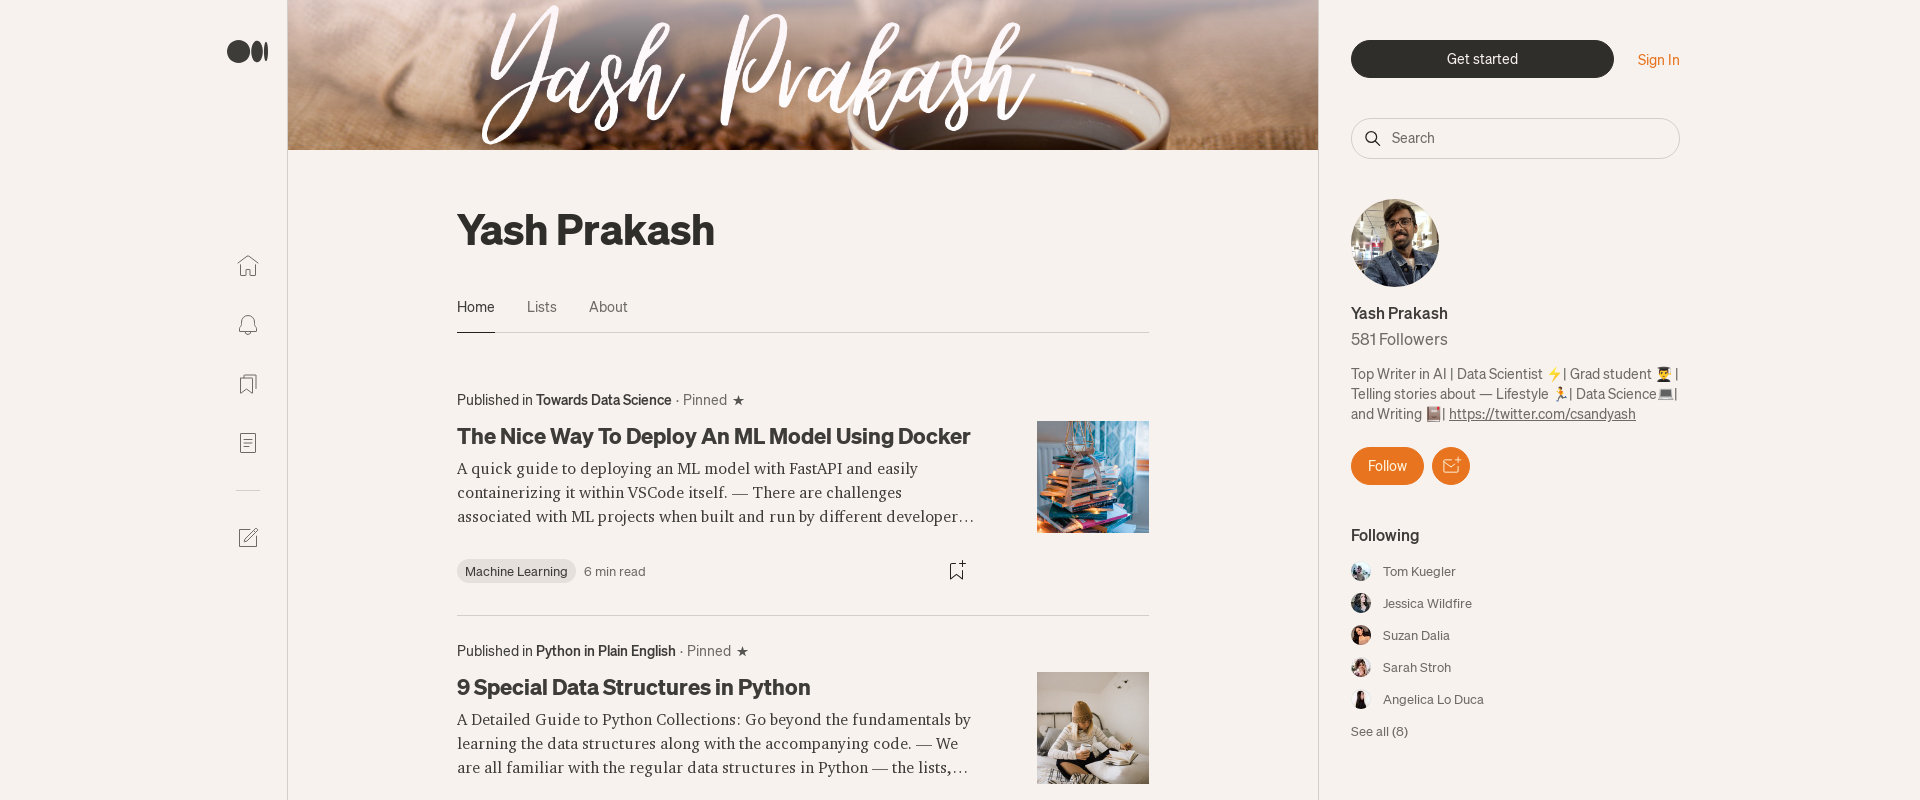 Yash Prakash
Get started
Sign In
Search
Yash Prakash
Home
Lists
About
Published in Towards Data Science · Pinned ★
The Nice Way To Deploy An ML Model Using Docker
A quick guide to deploying an ML model with FastAPI and easily
containerizing it within VSCode itself. — There are challenges
associated with ML projects when built and run by different developer…
Machine Learning
6 min read
Published in Python in Plain English · Pinned ★
9 Special Data Structures in Python
A Detailed Guide to Python Collections: Go beyond the fundamentals by
learning the data structures along with the accompanying code. — We
are all familiar with the regular data structures in Python — the lists,…
Yash Prakash
581 Followers
Top Writer in AI | Data Scientist ⚡| Grad student 👨‍🎓 |
Telling stories about — Lifestyle 🏃| Data Science💻|
and Writing 📔| https://twitter.com/csandyash
Follow
Following
Tom Kuegler
Jessica Wildfire
Suzan Dalia
Sarah Stroh
Angelica Lo Duca
See all (8)